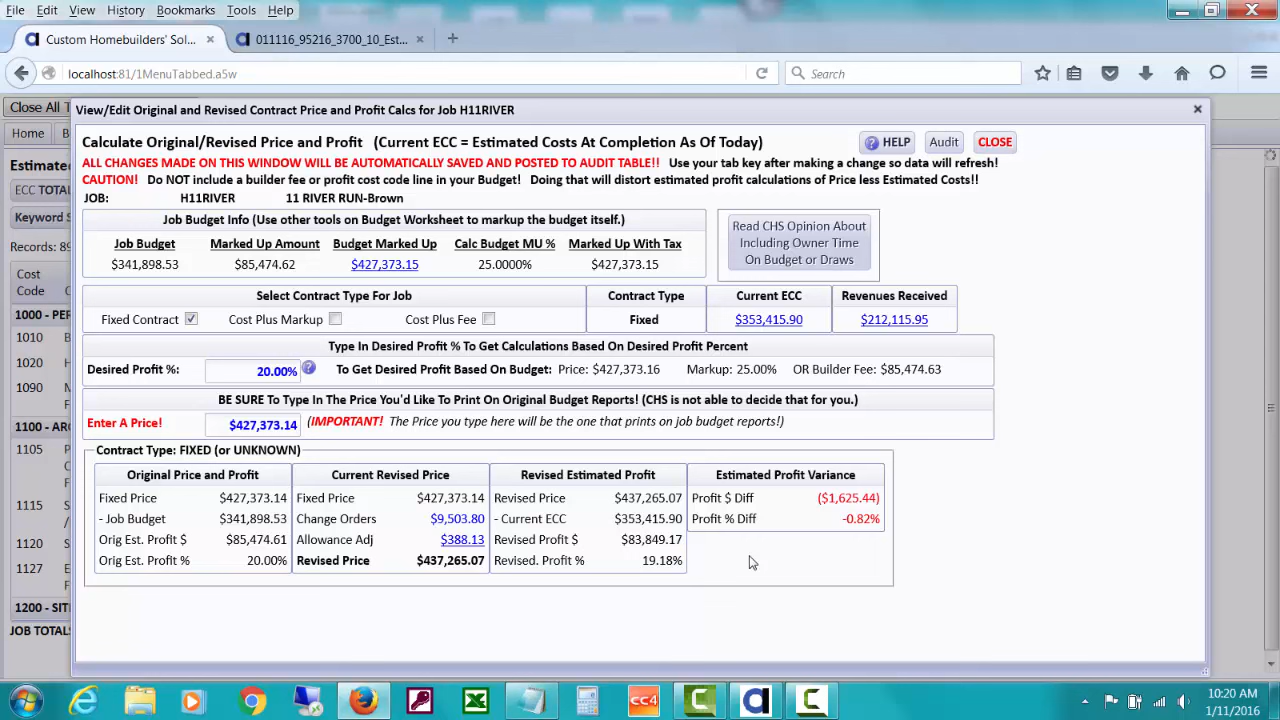 File Edit View History Bookmarks Tools Help
Custom Homebuilders' Sol... × 011116_95216_3700_10_Est... × +
localhost:81/1MenuTabbed.a5w Search
Close All T
View/Edit Original and Revised Contract Price and Profit Calcs for Job H11RIVER ×
Home B
Calculate Original/Revised Price and Profit (Current ECC = Estimated Costs At Completion As Of Today) HELP Audit CLOSE
ALL CHANGES MADE ON THIS WINDOW WILL BE AUTOMATICALLY SAVED AND POSTED TO AUDIT TABLE!! Use your tab key after making a change so data will refresh!
CAUTION! Do NOT include a builder fee or profit cost code line in your Budget! Doing that will distort estimated profit calculations of Price less Estimated Costs!!
JOB: H11RIVER 11 RIVER RUN-Brown
Estimate
ECC TOTAL
Keyword S
Records: 89
Cost
Code
1000 - PER
1010
1020
1090
1100 - ARC
1105
1115
1120
1127
1200 - SIT
JOB TOTALS
Job Budget Info (Use other tools on Budget Worksheet to markup the budget itself.)
Job Budget Marked Up Amount Budget Marked Up Calc Budget MU % Marked Up With Tax
$341,898.53 $85,474.62 $427,373.15 25.0000% $427,373.15
Read CHS Opinion About
Including Owner Time
On Budget or Draws
Select Contract Type For Job Contract Type Current ECC Revenues Received
Fixed Contract Cost Plus Markup Cost Plus Fee Fixed $353,415.90 $212,115.95
Type In Desired Profit % To Get Calculations Based On Desired Profit Percent
Desired Profit %: 20.00% To Get Desired Profit Based On Budget: Price: $427,373.16 Markup: 25.00% OR Builder Fee: $85,474.63
BE SURE To Type In The Price You'd Like To Print On Original Budget Reports! (CHS is not able to decide that for you.)
Enter A Price! $427,373.14 (IMPORTANT! The Price you type here will be the one that prints on job budget reports!)
Contract Type: FIXED (or UNKNOWN)
Original Price and Profit Current Revised Price Revised Estimated Profit Estimated Profit Variance
Fixed Price $427,373.14 Fixed Price $427,373.14 Revised Price $437,265.07 Profit $ Diff ($1,625.44)
- Job Budget $341,898.53 Change Orders $9,503.80 - Current ECC $353,415.90 Profit % Diff -0.82%
Orig Est. Profit $ $85,474.61 Allowance Adj $388.13 Revised Profit $ $83,849.17
Orig Est. Profit % 20.00% Revised Price $437,265.07 Revised. Profit % 19.18%
cc4
10:20 AM
1/11/2016